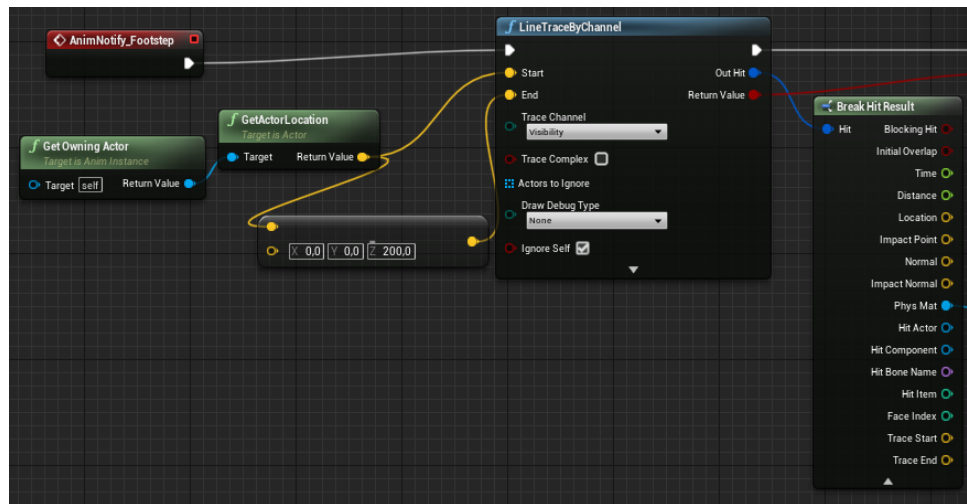 AnimNotify_Footstep
Get Owning Actor
Target is Anim Instance
Target self
Return Value
GetActorLocation
Target is Actor
Target
Return Value
X 0,0 Y 0,0 Z 200,0
LineTraceByChannel
Start
Out Hit
End
Return Value
Trace Channel
Visibility
Trace Complex
Actors to Ignore
Draw Debug Type
None
Ignore Self
Break Hit Result
Hit
Blocking Hit
Initial Overlap
Time
Distance
Location
Impact Point
Normal
Impact Normal
Phys Mat
Hit Actor
Hit Component
Hit Bone Name
Hit Item
Face Index
Trace Start
Trace End